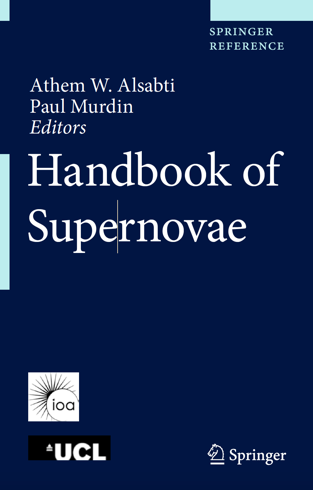 SPRINGER
REFERENCE
Athem W. Alsabti
Paul Murdin
Editors
Handbook of
Supernovae
ioa
UCL
Springer